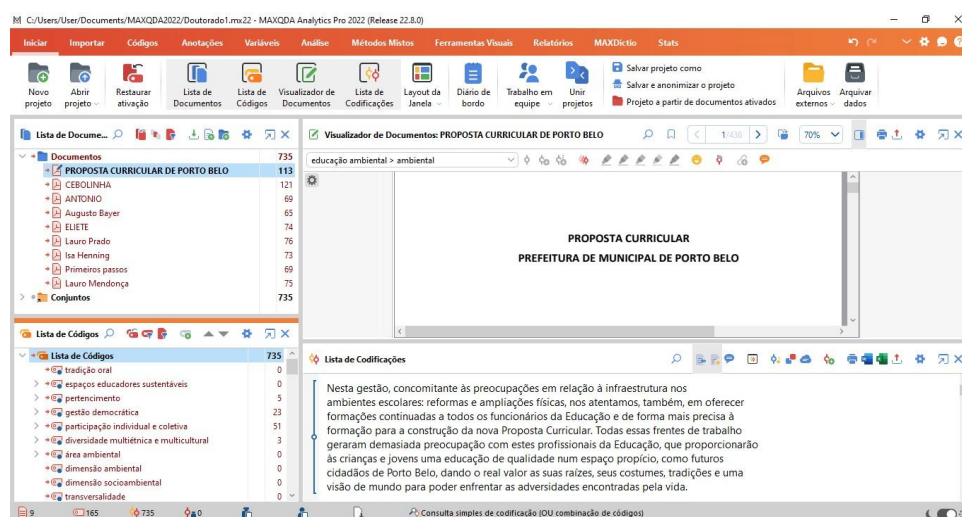 C:/Users/User/Documents/MAXQDA2022/Doutorado1.mx22 - MAXQDA Analytics Pro 2022 (Release 22.8.0)
Iniciar Importar Códigos Anotações Variáveis Análise Métodos Mistos Ferramentas Visuais Relatórios MAXDictio Stats
Novo projeto
Abrir projeto
Restaurar ativação
Lista de Documentos
Lista de Códigos
Visualizador de Documentos
Lista de Codificações
Layout da Janela
Diário de bordo
Trabalho em equipe
Unir projetos
Salvar projeto como
Salvar e anonimizar o projeto
Projeto a partir de documentos ativados
Arquivos externos
Arquivar dados
Lista de Docume...
Documentos 735
PROPOSTA CURRICULAR DE PORTO BELO 113
CEBOLINHA 121
ANTONIO 69
Augusto Bayer 65
ELIETE 74
Lauro Prado 76
Isa Henning 73
Primeiros passos 69
Lauro Mendonça 75
Conjuntos 735
Lista de Códigos
Lista de Códigos 735
tradição oral 0
espaços educadores sustentáveis 0
pertencimento 5
gestão democrática 23
participação individual e coletiva 51
diversidade multiétnica e multicultural 3
área ambiental 0
dimensão ambiental 0
dimensão socioambiental 0
transversalidade 0
Visualizador de Documentos: PROPOSTA CURRICULAR DE PORTO BELO 1/430 70%
educação ambiental > ambiental
PROPOSTA CURRICULAR
PREFEITURA DE MUNICIPAL DE PORTO BELO
Lista de Codificações
Nesta gestão, concomitante às preocupações em relação à infraestrutura nos
ambientes escolares: reformas e ampliações físicas, nos atentamos, também, em oferecer
formações continuadas a todos os funcionários da Educação e de forma mais precisa à
formação para a construção da nova Proposta Curricular. Todas essas frentes de trabalho
geraram demasiada preocupação com estes profissionais da Educação, que proporcionarão
às crianças e jovens uma educação de qualidade num espaço propício, como futuros
cidadãos de Porto Belo, dando o real valor as suas raízes, seus costumes, tradições e uma
visão de mundo para poder enfrentar as adversidades encontradas pela vida.
9 165 735 0 Consulta simples de codificação (OU combinação de códigos)